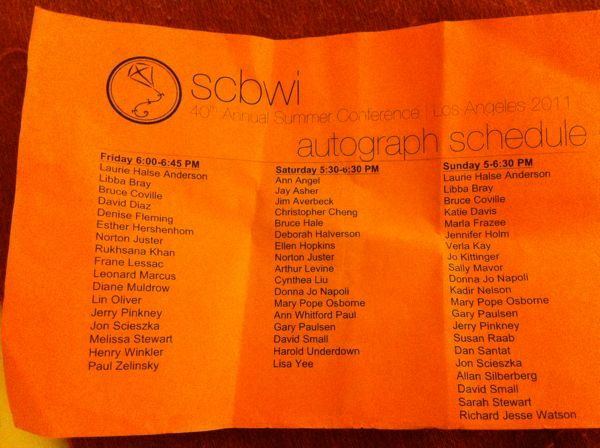 scbwi
40th Annual Summer Conference | Los Angeles 2011
autograph schedule
Friday 6:00-6:45 PM
Laurie Halse Anderson
Libba Bray
Bruce Coville
David Diaz
Denise Fleming
Esther Hershenhorn
Norton Juster
Rukhsana Khan
Frane Lessac
Leonard Marcus
Diane Muldrow
Lin Oliver
Jerry Pinkney
Jon Scieszka
Melissa Stewart
Henry Winkler
Paul Zelinsky
Saturday 5:30-6:30 PM
Ann Angel
Jay Asher
Jim Averbeck
Christopher Cheng
Bruce Hale
Deborah Halverson
Ellen Hopkins
Norton Juster
Arthur Levine
Cynthea Liu
Donna Jo Napoli
Mary Pope Osborne
Ann Whitford Paul
Gary Paulsen
David Small
Harold Underdown
Lisa Yee
Sunday 5-6:30 PM
Laurie Halse Anderson
Libba Bray
Bruce Coville
Katie Davis
Marla Frazee
Jennifer Holm
Verla Kay
Jo Kittinger
Sally Mavor
Donna Jo Napoli
Kadir Nelson
Mary Pope Osborne
Gary Paulsen
Jerry Pinkney
Susan Raab
Dan Santat
Jon Scieszka
Allan Silberberg
David Small
Sarah Stewart
Richard Jesse Watson